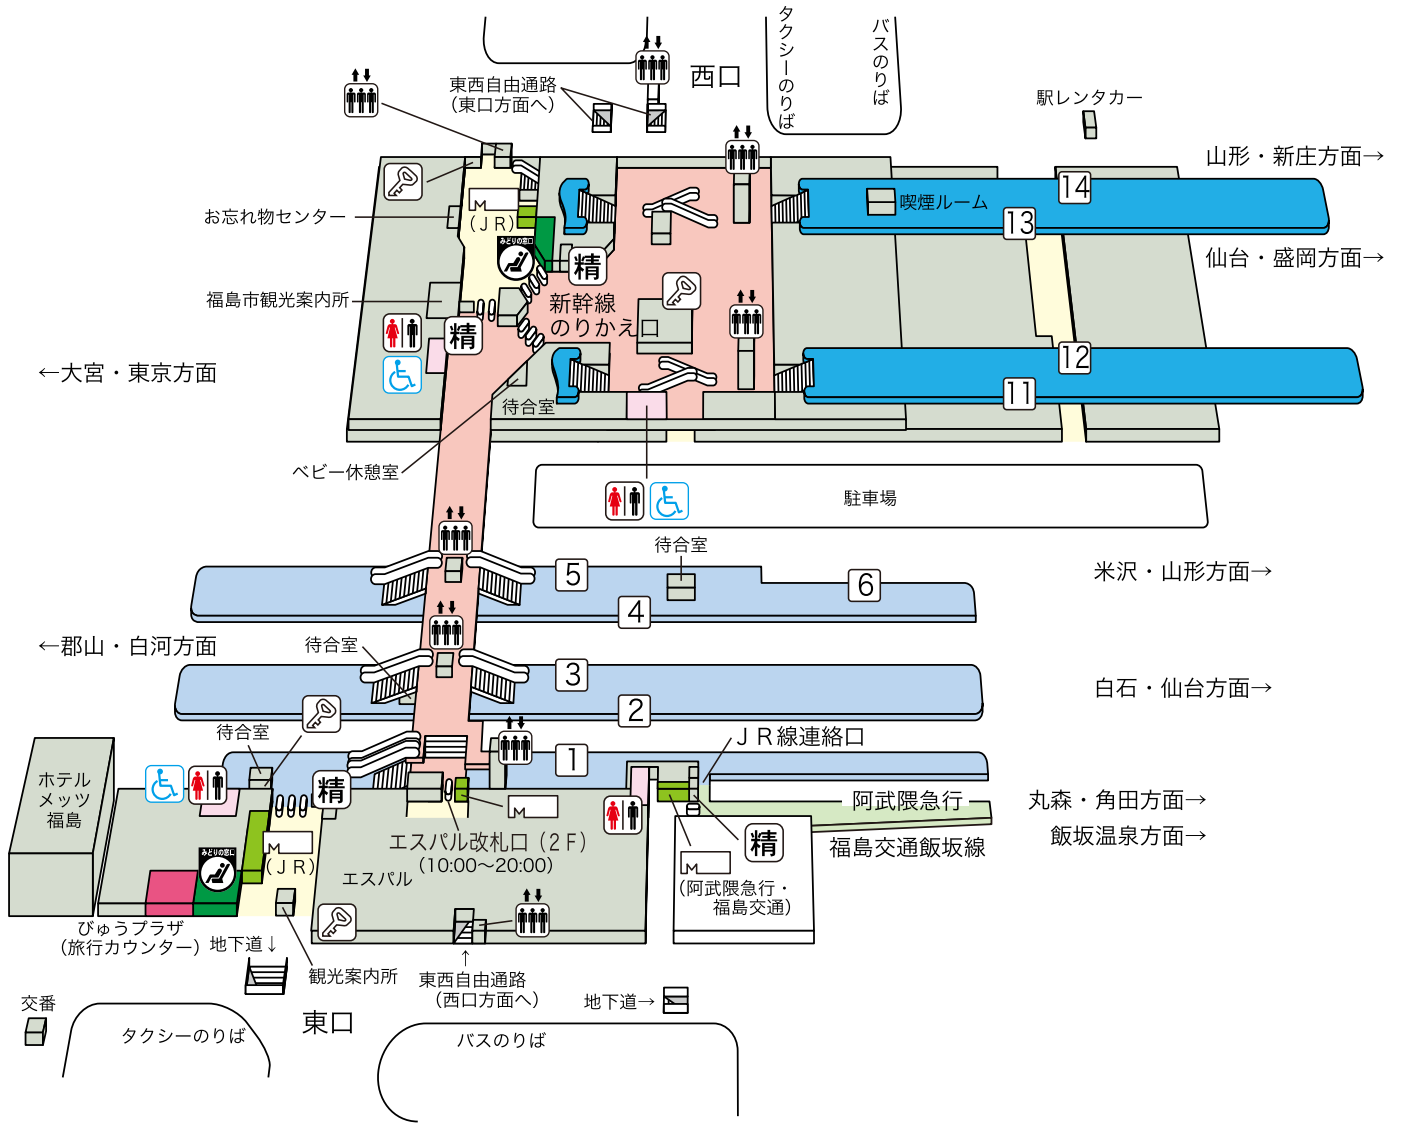 西口
タクシーのりば
バスのりば
東西自由通路
(東口方面へ)
駅レンタカー
山形・新庄方面→
14
喫煙ルーム
13
M
(JR)
お忘れ物センター
みどりの窓口
精
仙台・盛岡方面→
福島市観光案内所
新幹線
のりかえ口
精
12
←大宮・東京方面
11
待合室
ベビー休憩室
駐車場
待合室
5
6
米沢・山形方面→
4
←郡山・白河方面
待合室
3
白石・仙台方面→
2
待合室
1
JR線連絡口
ホテル
メッツ
福島
精
M
阿武隈急行
丸森・角田方面→
エスパル改札口(2F)
(10:00〜20:00)
精
福島交通飯坂線
飯坂温泉方面→
M
(JR)
みどりの窓口
エスパル
M
(阿武隈急行・
福島交通)
びゅうプラザ
(旅行カウンター)
地下道↓
観光案内所
↑
東西自由通路
(西口方面へ)
地下道→
交番
タクシーのりば
東口
バスのりば